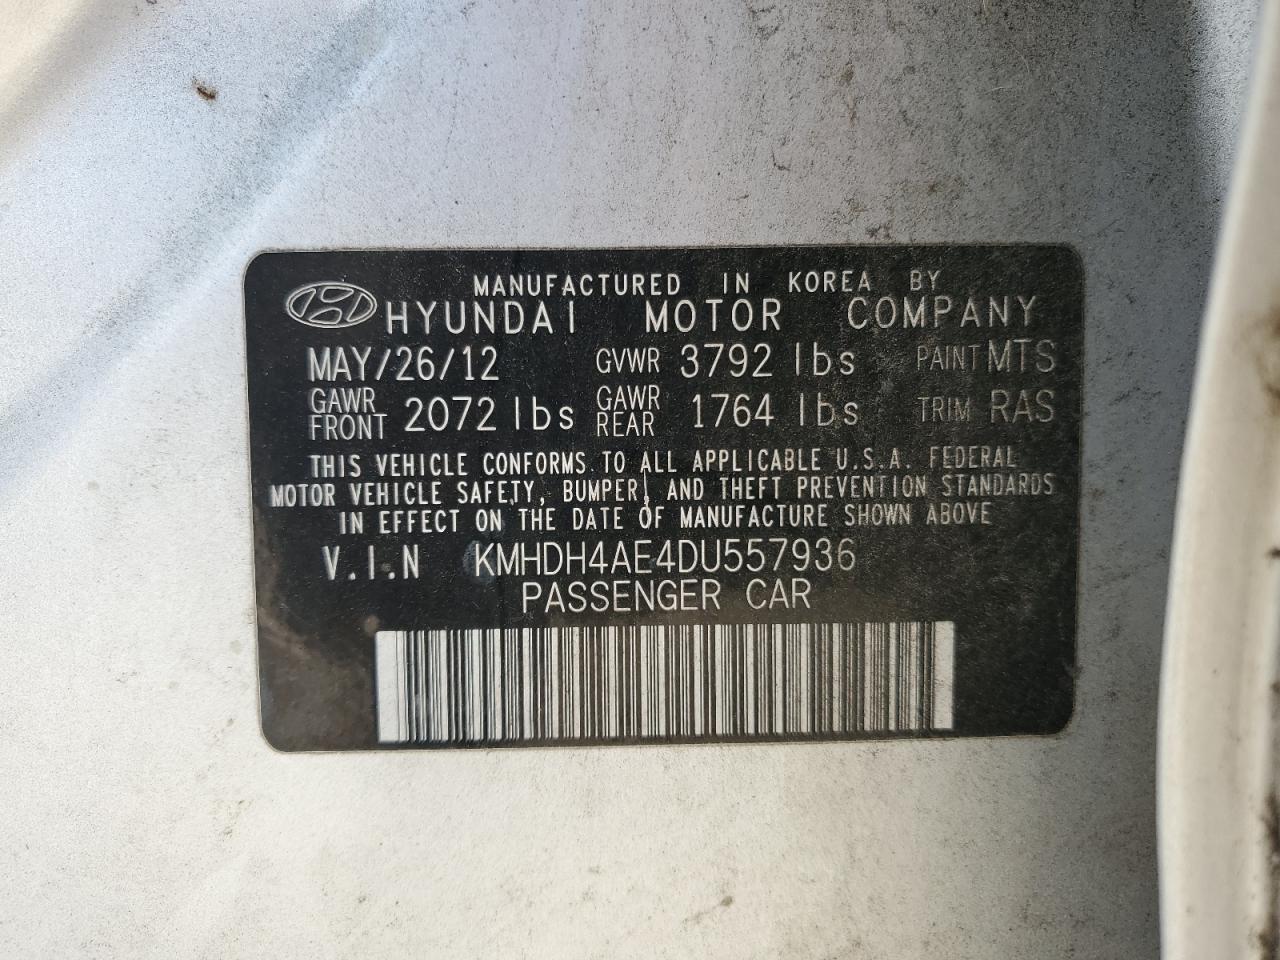 MANUFACTURED IN KOREA BY
HYUNDAI MOTOR COMPANY
MAY/26/12 GVWR 3792 lbs PAINT MTS
GAWR FRONT 2072 lbs GAWR REAR 1764 lbs TRIM RAS
THIS VEHICLE CONFORMS TO ALL APPLICABLE U.S.A. FEDERAL
MOTOR VEHICLE SAFETY, BUMPER, AND THEFT PREVENTION STANDARDS
IN EFFECT ON THE DATE OF MANUFACTURE SHOWN ABOVE
V.I.N KMHDH4AE4DU557936
PASSENGER CAR